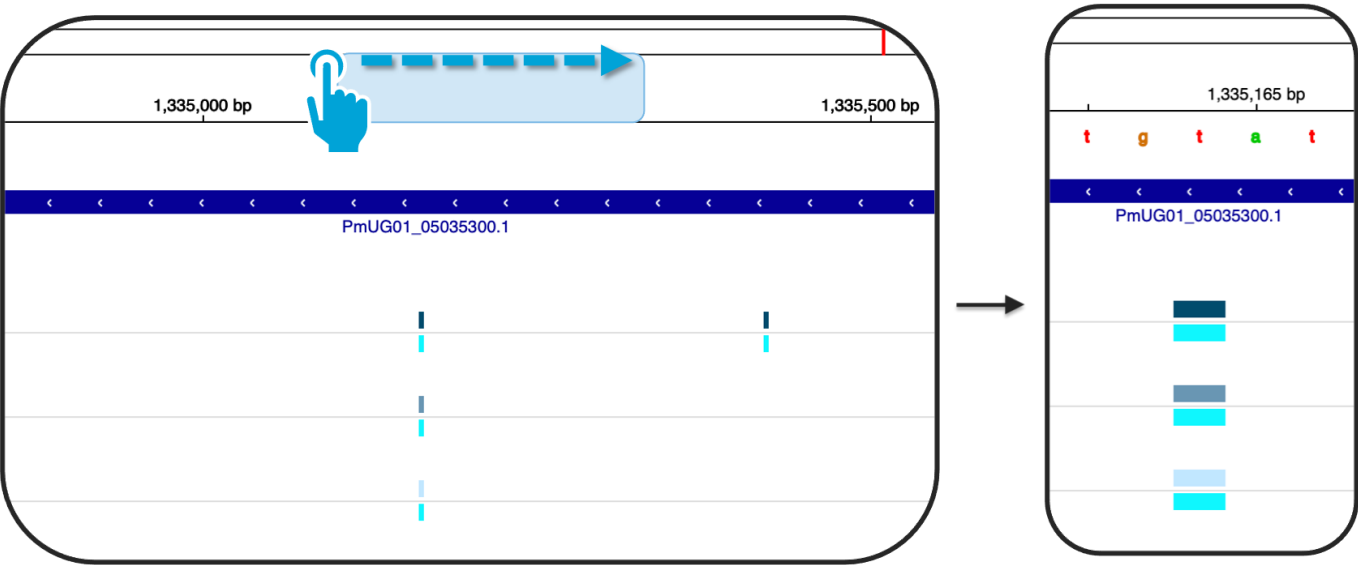 1,335,000 bp
1,335,500 bp
PmUG01_05035300.1
1,335,165 bp
t g t a t
PmUG01_05035300.1